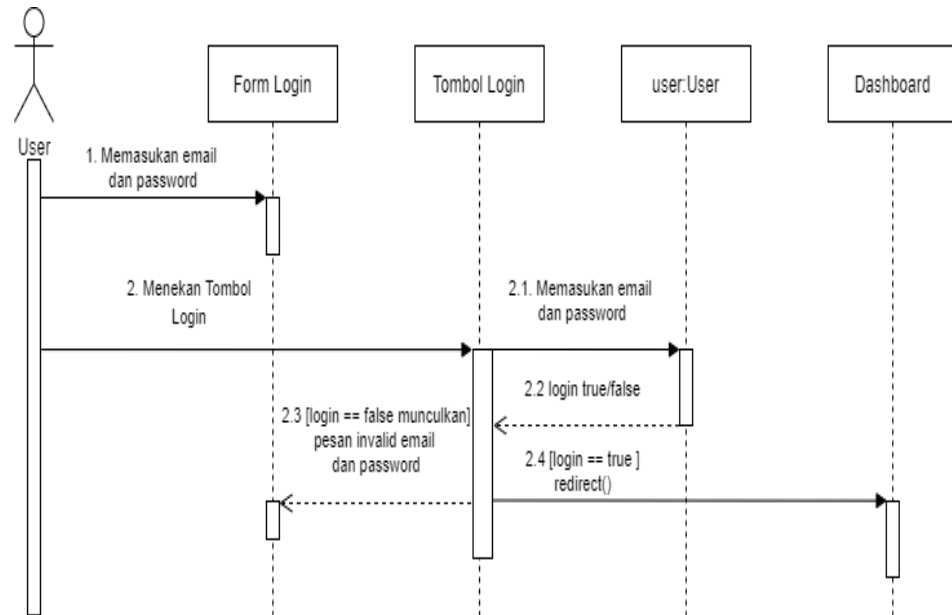 Form Login
Tombol Login
user:User
Dashboard
User
1. Memasukan email
dan password
2. Menekan Tombol
Login
2.1. Memasukan email
dan password
2.2 login true/false
2.3 [login == false munculkan]
pesan invalid email
dan password
2.4 [login == true ]
redirect()